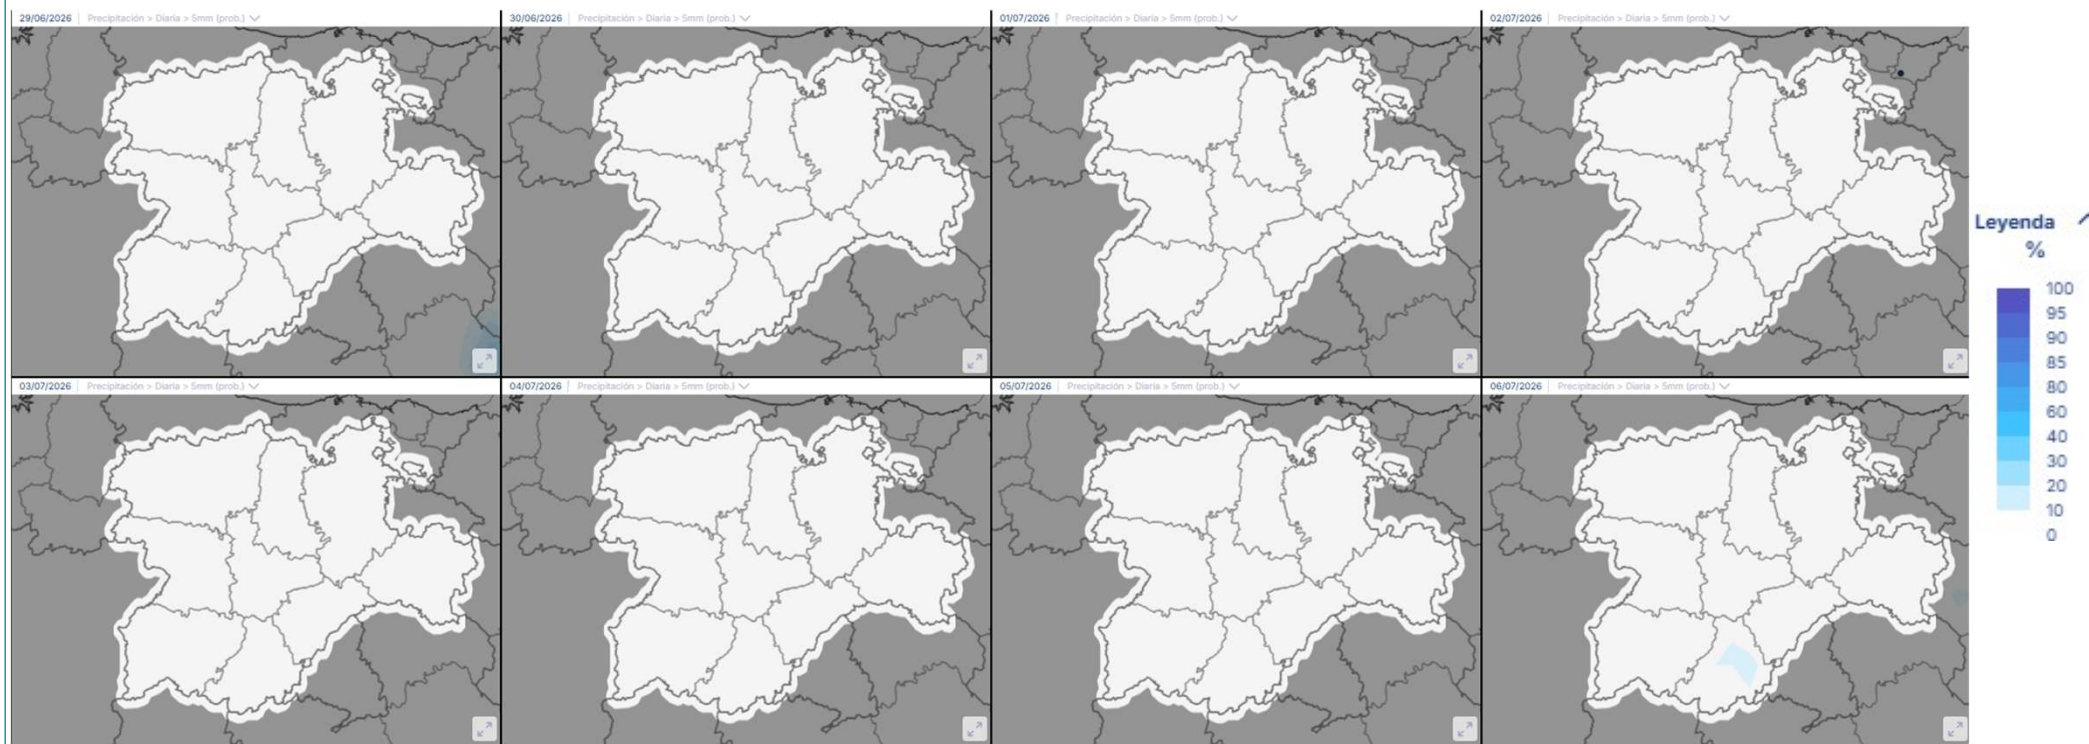 29/06/2026 Precipitación > Diaria > 5mm (prob.)
30/06/2026 Precipitación > Diaria > 5mm (prob.)
01/07/2026 Precipitación > Diaria > 5mm (prob.)
02/07/2026 Precipitación > Diaria > 5mm (prob.)
03/07/2026 Precipitación > Diaria > 5mm (prob.)
04/07/2026 Precipitación > Diaria > 5mm (prob.)
05/07/2026 Precipitación > Diaria > 5mm (prob.)
06/07/2026 Precipitación > Diaria > 5mm (prob.)
Leyenda
%
100
95
90
85
80
60
40
30
20
10
0